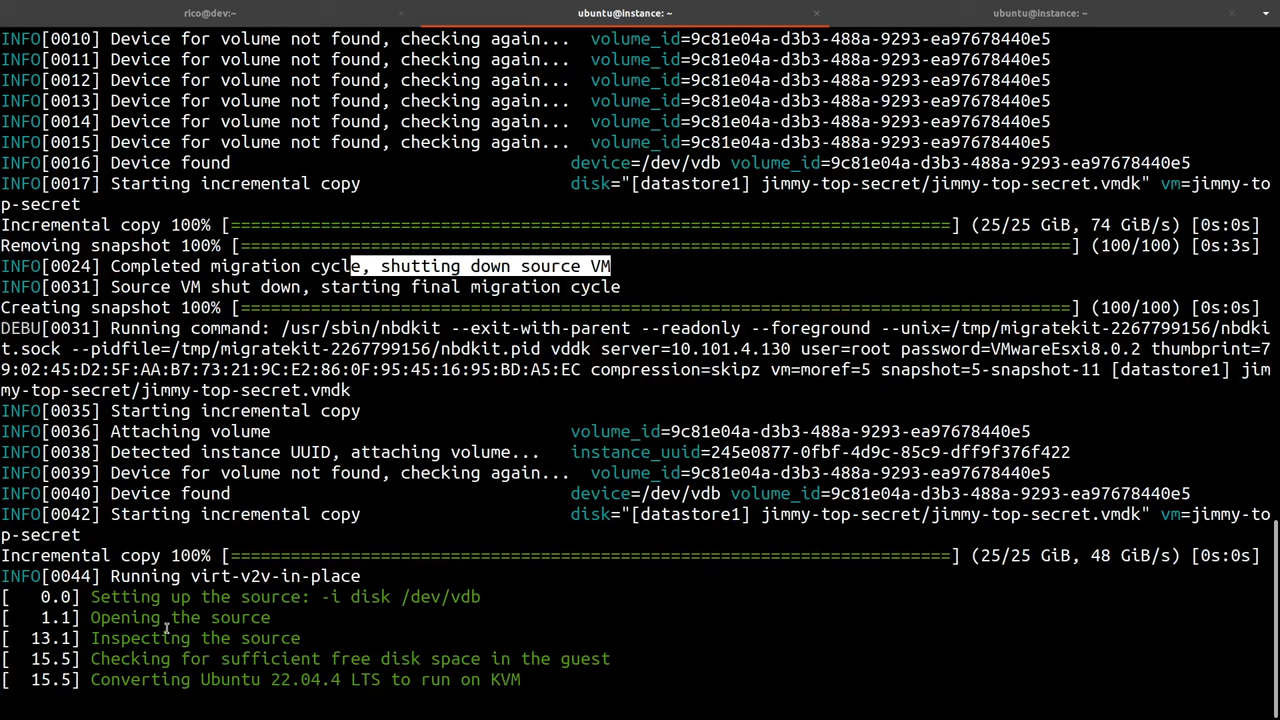 rico@dev:~ × ubuntu@instance: ~ × ubuntu@instance: ~ ×
INFO[0010] Device for volume not found, checking again... volume_id=9c81e04a-d3b3-488a-9293-ea97678440e5
INFO[0011] Device for volume not found, checking again... volume_id=9c81e04a-d3b3-488a-9293-ea97678440e5
INFO[0012] Device for volume not found, checking again... volume_id=9c81e04a-d3b3-488a-9293-ea97678440e5
INFO[0013] Device for volume not found, checking again... volume_id=9c81e04a-d3b3-488a-9293-ea97678440e5
INFO[0014] Device for volume not found, checking again... volume_id=9c81e04a-d3b3-488a-9293-ea97678440e5
INFO[0015] Device for volume not found, checking again... volume_id=9c81e04a-d3b3-488a-9293-ea97678440e5
INFO[0016] Device found device=/dev/vdb volume_id=9c81e04a-d3b3-488a-9293-ea97678440e5
INFO[0017] Starting incremental copy disk="[datastore1] jimmy-top-secret/jimmy-top-secret.vmdk" vm=jimmy-to
p-secret
Incremental copy 100% [========================================================================] (25/25 GiB, 74 GiB/s) [0s:0s]
Removing snapshot 100% [===================================================================================] (100/100) [0s:3s]
INFO[0024] Completed migration cycle, shutting down source VM
INFO[0031] Source VM shut down, starting final migration cycle
Creating snapshot 100% [===================================================================================] (100/100) [0s:0s]
DEBU[0031] Running command: /usr/sbin/nbdkit --exit-with-parent --readonly --foreground --unix=/tmp/migratekit-2267799156/nbdki
t.sock --pidfile=/tmp/migratekit-2267799156/nbdkit.pid vddk server=10.101.4.130 user=root password=VMwareEsxi8.0.2 thumbprint=7
9:02:45:D2:5F:AA:B7:73:21:9C:E2:86:0F:95:45:16:95:BD:A5:EC compression=skipz vm=moref=5 snapshot=5-snapshot-11 [datastore1] jim
my-top-secret/jimmy-top-secret.vmdk
INFO[0035] Starting incremental copy
INFO[0036] Attaching volume volume_id=9c81e04a-d3b3-488a-9293-ea97678440e5
INFO[0038] Detected instance UUID, attaching volume... instance_uuid=245e0877-0fbf-4d9c-85c9-dff9f376f422
INFO[0039] Device for volume not found, checking again... volume_id=9c81e04a-d3b3-488a-9293-ea97678440e5
INFO[0040] Device found device=/dev/vdb volume_id=9c81e04a-d3b3-488a-9293-ea97678440e5
INFO[0042] Starting incremental copy disk="[datastore1] jimmy-top-secret/jimmy-top-secret.vmdk" vm=jimmy-to
p-secret
Incremental copy 100% [========================================================================] (25/25 GiB, 48 GiB/s) [0s:0s]
INFO[0044] Running virt-v2v-in-place
[ 0.0] Setting up the source: -i disk /dev/vdb
[ 1.1] Opening the source
[ 13.1] Inspecting the source
[ 15.5] Checking for sufficient free disk space in the guest
[ 15.5] Converting Ubuntu 22.04.4 LTS to run on KVM